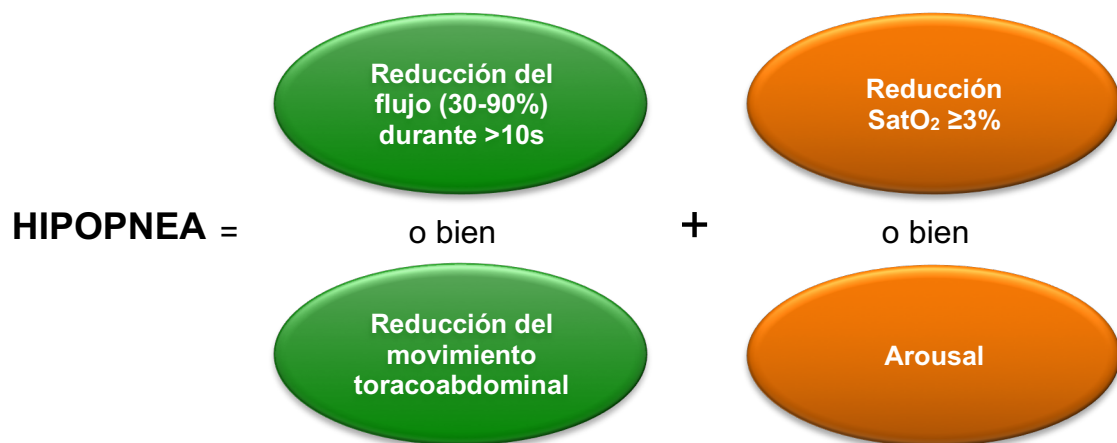 Reducción del
flujo (30-90%)
durante >10s
Reducción
SatO₂ ≥3%
HIPOPNEA =
o bien
+
o bien
Reducción del
movimiento
toracoabdominal
Arousal